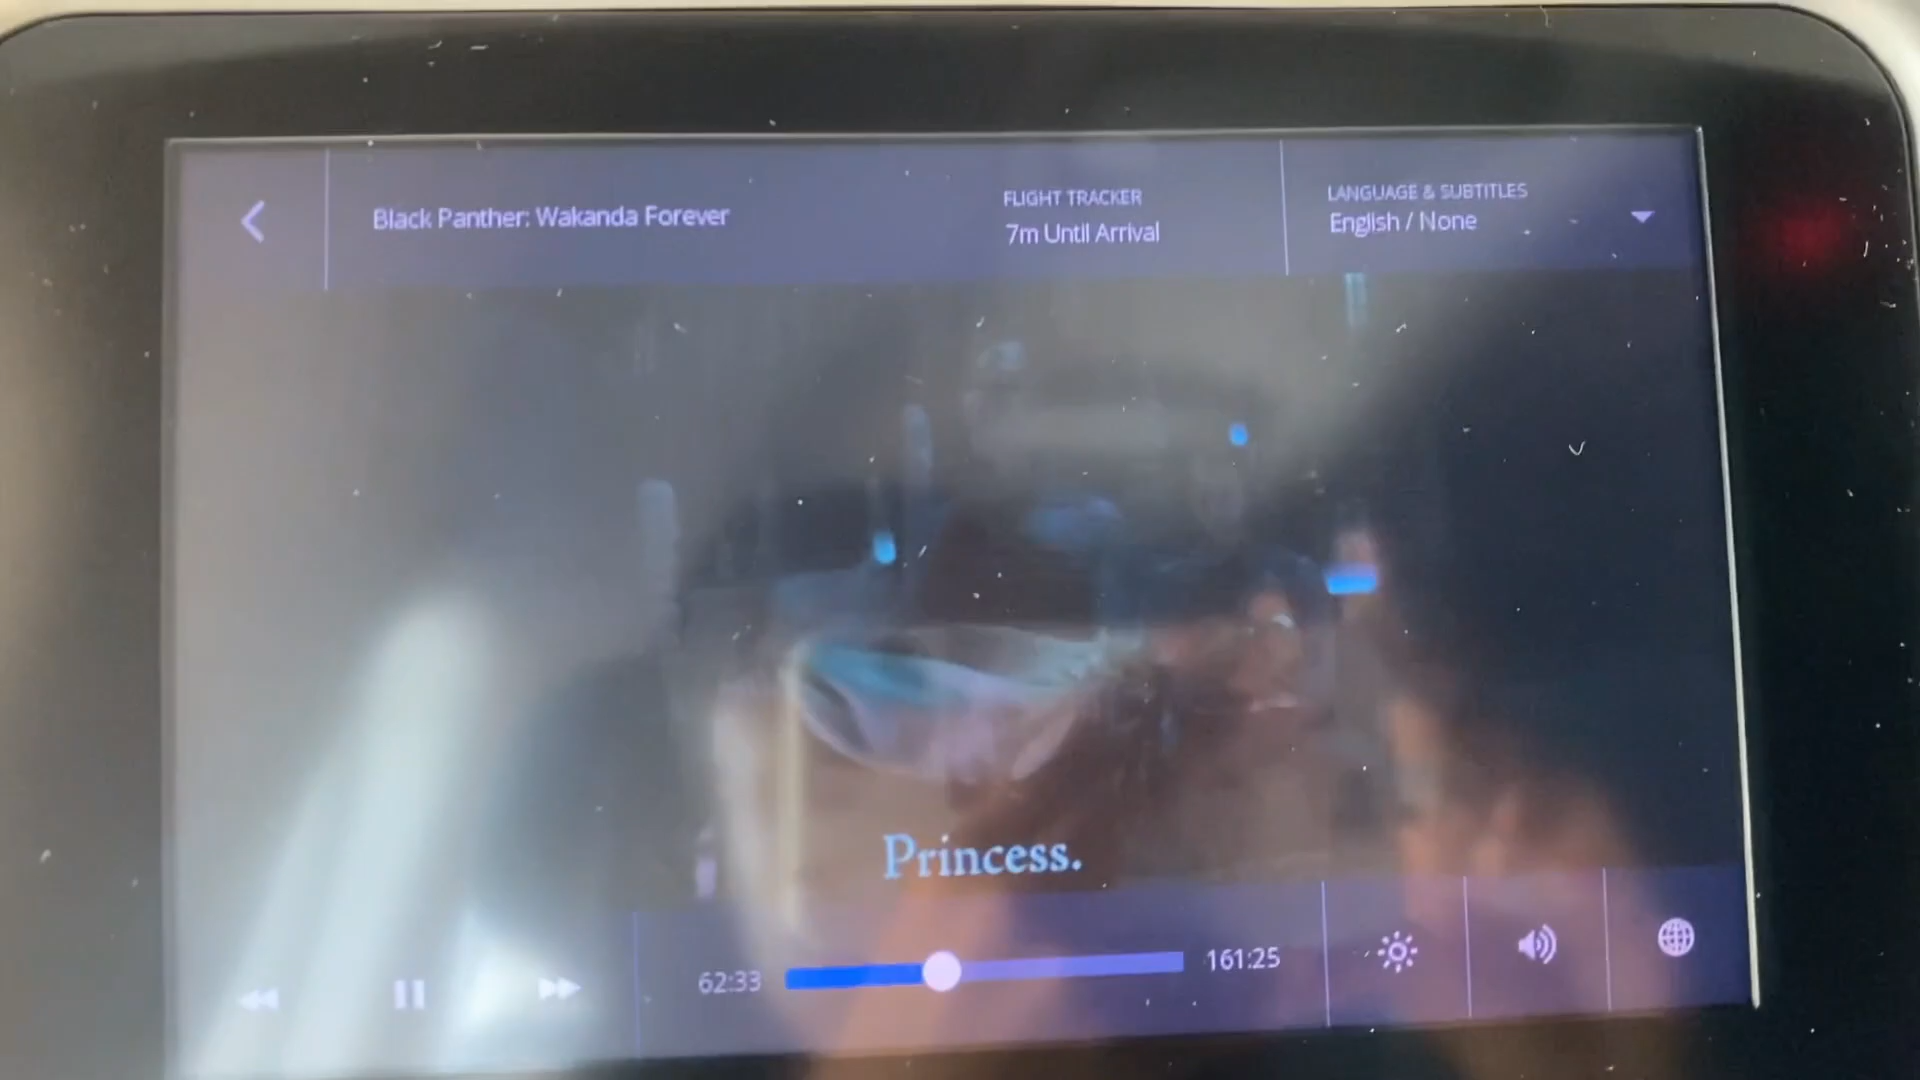 Black Panther: Wakanda Forever
FLIGHT TRACKER
7m Until Arrival
LANGUAGE & SUBTITLES
English / None
Princess.
62:33
161:25